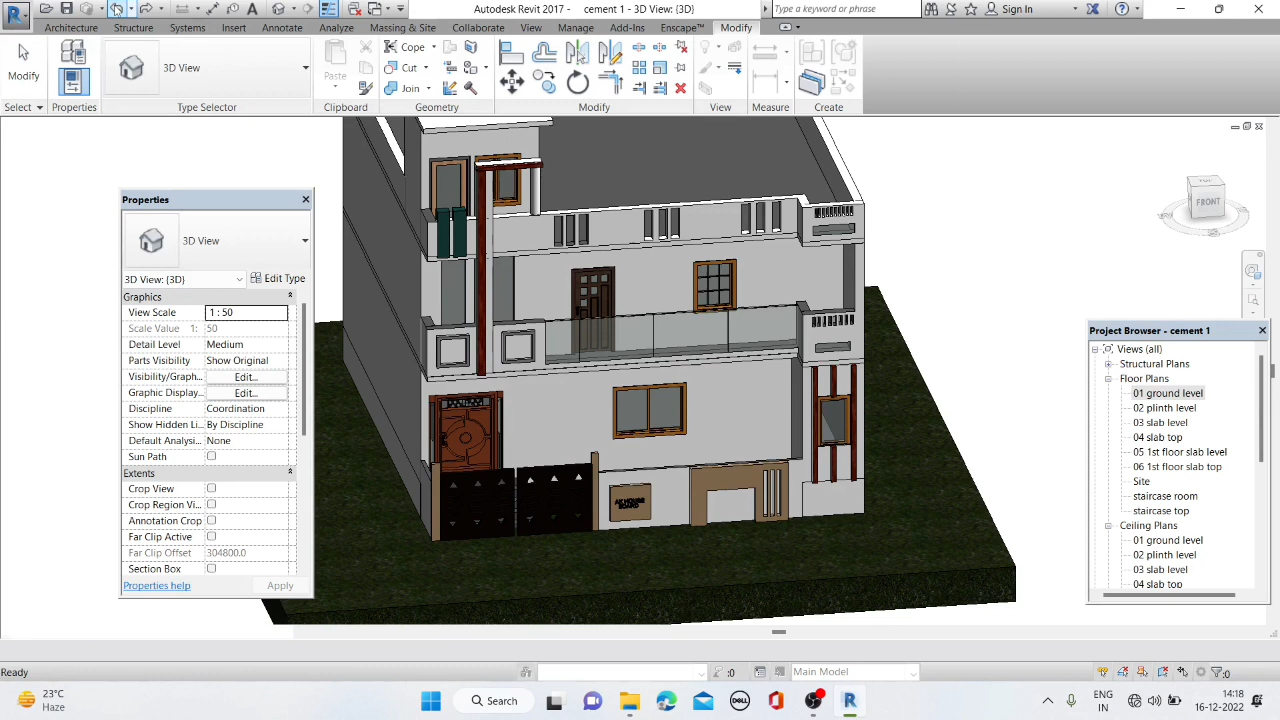 Autodesk Revit 2017 - cement 1 - 3D View: {3D}
Type a keyword or phrase
Sign In
Architecture Structure Systems Insert Annotate Analyze Massing & Site Collaborate View Manage Add-Ins Enscape™ Modify
Modify
3D View
Paste
Cope
Cut
Join
Select Properties Type Selector Clipboard Geometry Modify View Measure Create
Properties
3D View
3D View: {3D}
Edit Type
Graphics
View Scale 1 : 50
Scale Value 1: 50
Detail Level Medium
Parts Visibility Show Original
Visibility/Graph... Edit...
Graphic Display... Edit...
Discipline Coordination
Show Hidden Li... By Discipline
Default Analysi... None
Sun Path
Extents
Crop View
Crop Region Vi...
Annotation Crop
Far Clip Active
Far Clip Offset 304800.0
Section Box
Properties help
Apply
AK HOUSE
BOARD
TOP
FRONT
Project Browser - cement 1
Views (all)
Structural Plans
Floor Plans
01 ground level
02 plinth level
03 slab level
04 slab top
05 1st floor slab level
06 1st floor slab top
Site
staircase room
staircase top
Ceiling Plans
01 ground level
02 plinth level
03 slab level
04 slab top
Ready
:0
Main Model
:0
23°C
Haze
Search
DELL
ENG
IN
14:18
16-12-2022